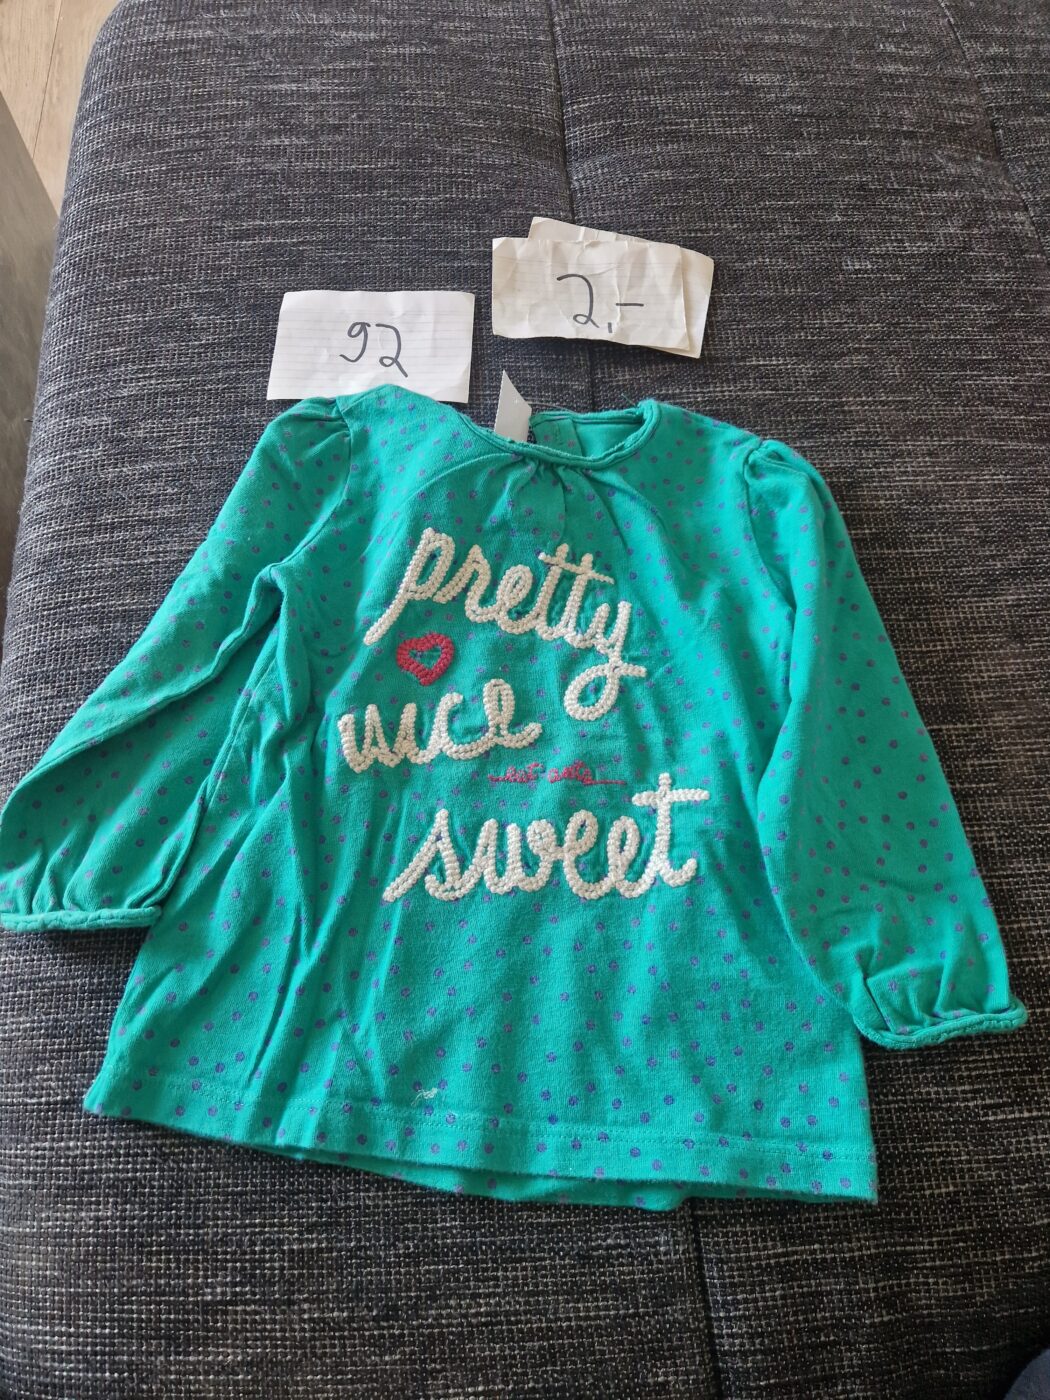 2,-
92
pretty
nice
sweet